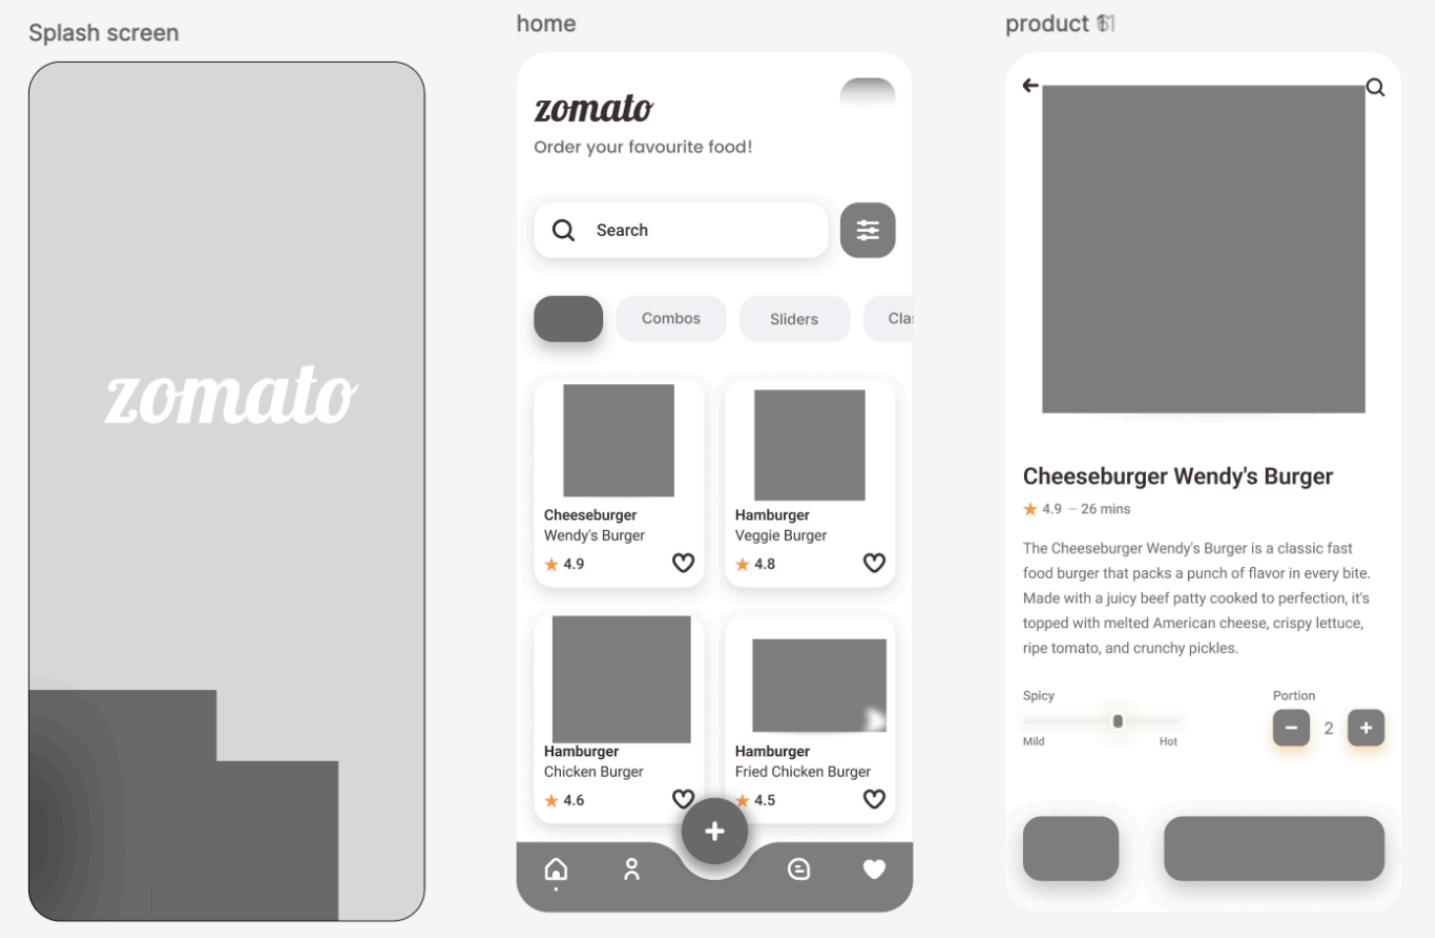 Splash screen
zomato
home
zomato
Order your favourite food!
Search
Combos
Sliders
Clas
Cheeseburger
Wendy's Burger
4.9
Hamburger
Veggie Burger
4.8
Hamburger
Chicken Burger
4.6
Hamburger
Fried Chicken Burger
4.5
product
Cheeseburger Wendy's Burger
4.9 – 26 mins
The Cheeseburger Wendy's Burger is a classic fast
food burger that packs a punch of flavor in every bite.
Made with a juicy beef patty cooked to perfection, it's
topped with melted American cheese, crispy lettuce,
ripe tomato, and crunchy pickles.
Spicy
Mild
Hot
Portion
2